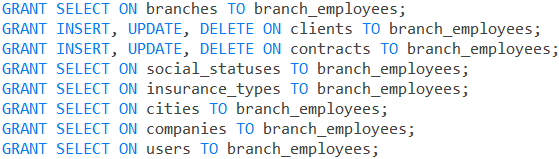 GRANT SELECT ON branches TO branch_employees;
GRANT INSERT, UPDATE, DELETE ON clients TO branch_employees;
GRANT INSERT, UPDATE, DELETE ON contracts TO branch_employees;
GRANT SELECT ON social_statuses TO branch_employees;
GRANT SELECT ON insurance_types TO branch_employees;
GRANT SELECT ON cities TO branch_employees;
GRANT SELECT ON companies TO branch_employees;
GRANT SELECT ON users TO branch_employees;